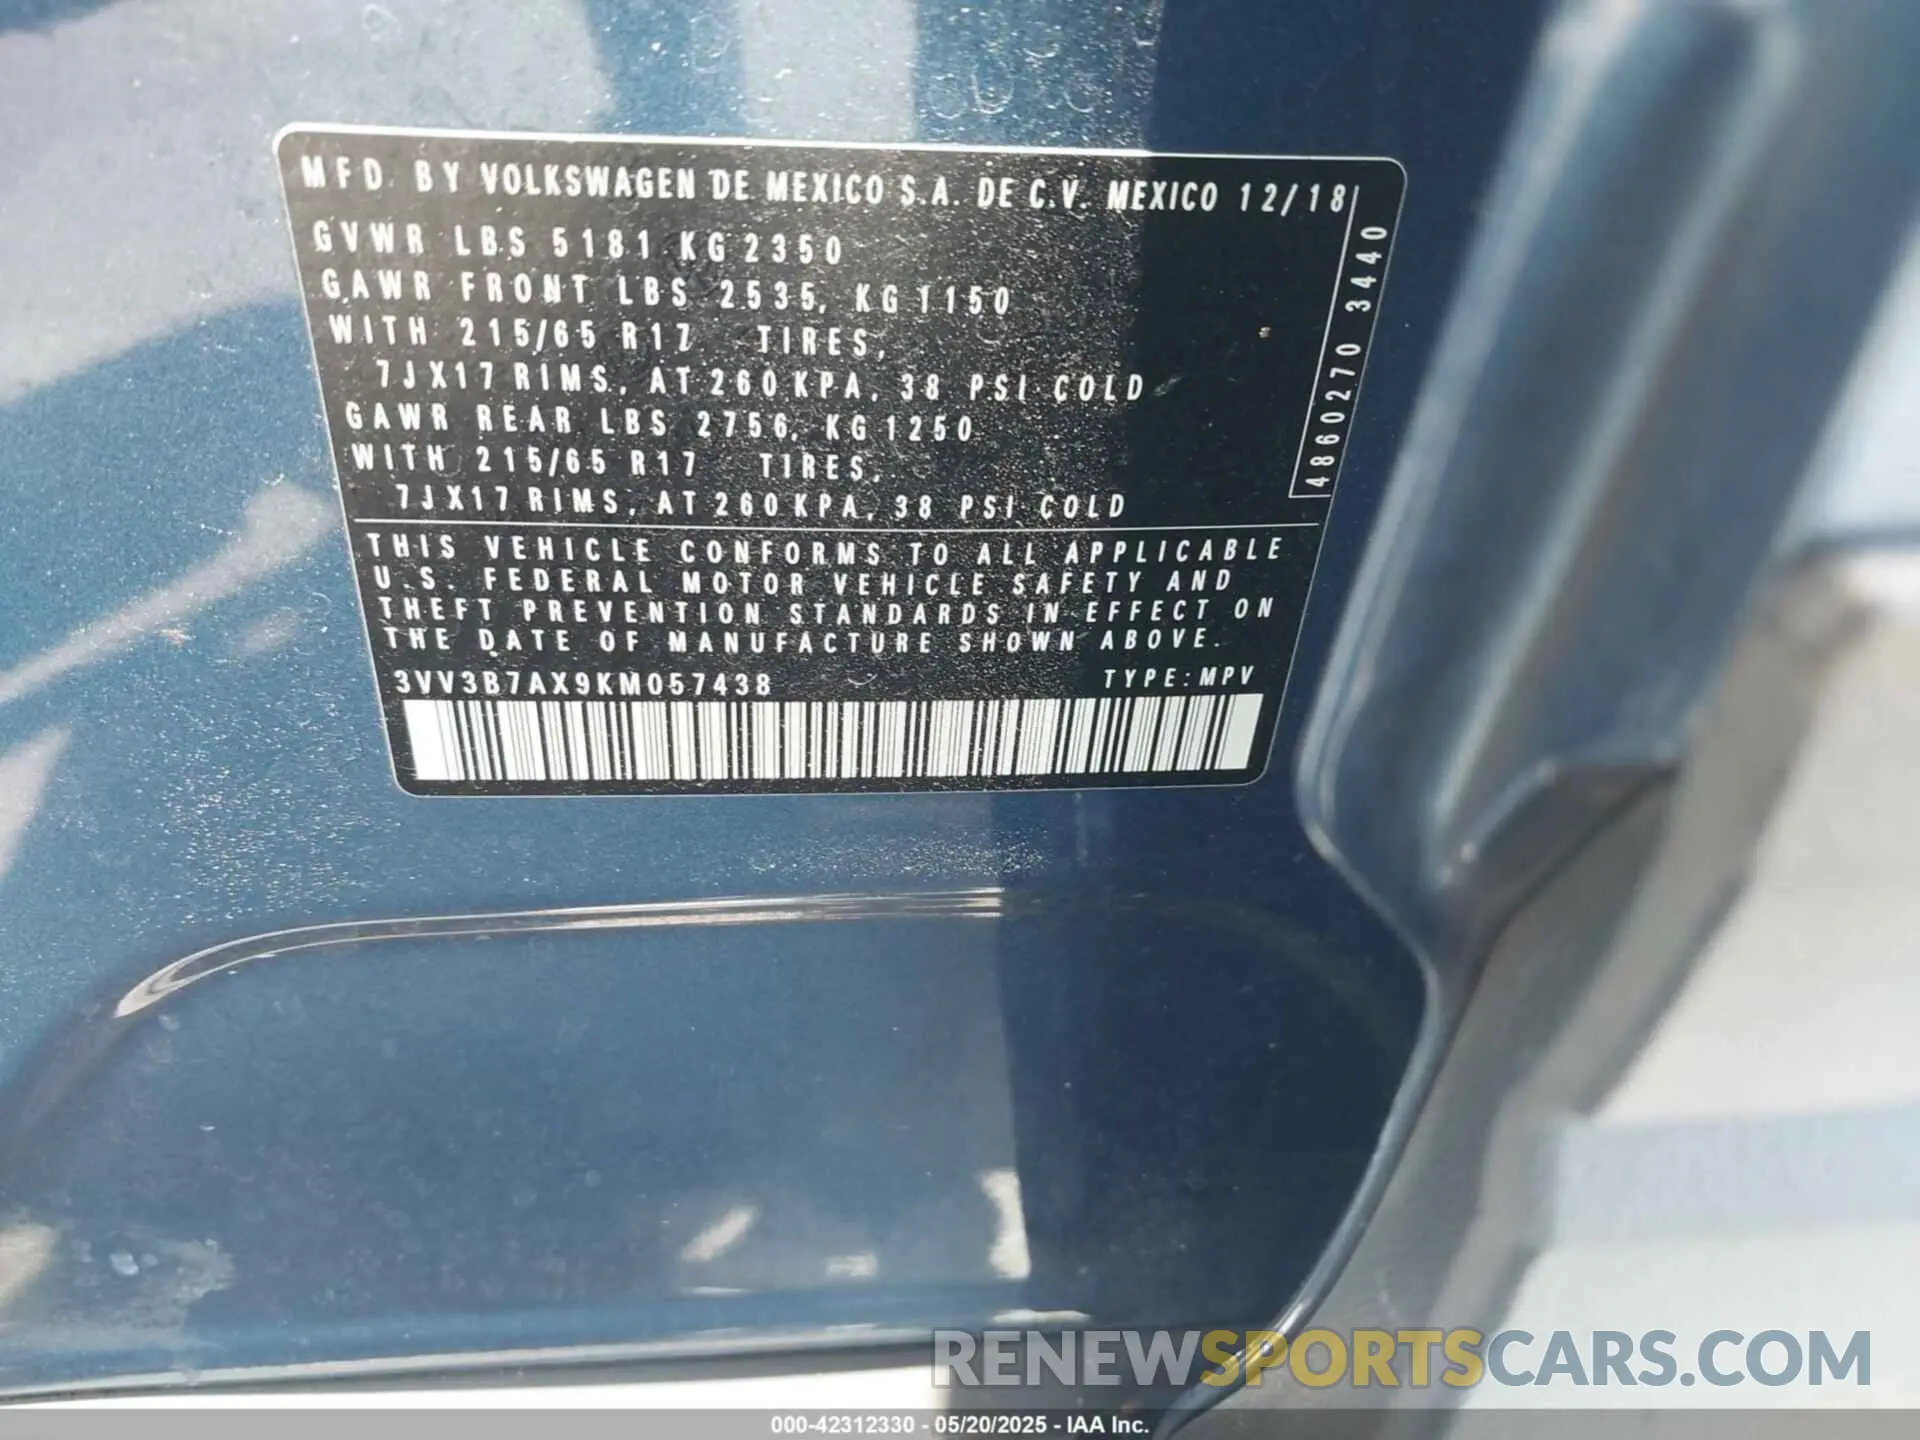 MFD. BY VOLKSWAGEN DE MEXICO S.A. DE C.V. MEXICO 12/18
GVWR LBS 5181 KG 2350
GAWR FRONT LBS 2535, KG 1150
WITH 215/65 R17 TIRES,
7JX17 RIMS, AT 260 KPA, 38 PSI COLD
GAWR REAR LBS 2756, KG 1250
WITH 215/65 R17 TIRES,
7JX17 RIMS, AT 260 KPA, 38 PSI COLD
4860270 3440
THIS VEHICLE CONFORMS TO ALL APPLICABLE
U.S. FEDERAL MOTOR VEHICLE SAFETY AND
THEFT PREVENTION STANDARDS IN EFFECT ON
THE DATE OF MANUFACTURE SHOWN ABOVE.
3VV3B7AX9KM057438 TYPE: MPV
RENEWSPORTSCARS.COM
000-42312330 - 05/20/2025 - IAA Inc.